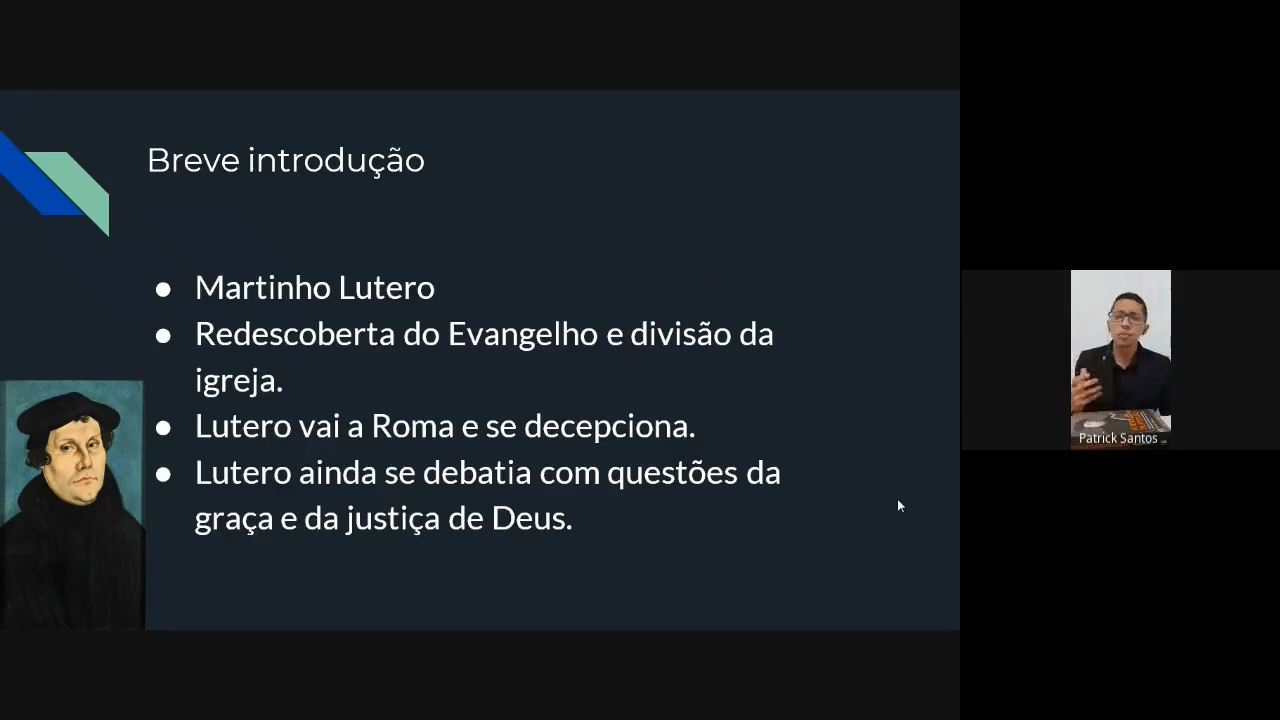 Breve introdução
● Martinho Lutero
● Redescoberta do Evangelho e divisão da
igreja.
● Lutero vai a Roma e se decepciona.
● Lutero ainda se debatia com questões da
graça e da justiça de Deus.
Patrick Santos